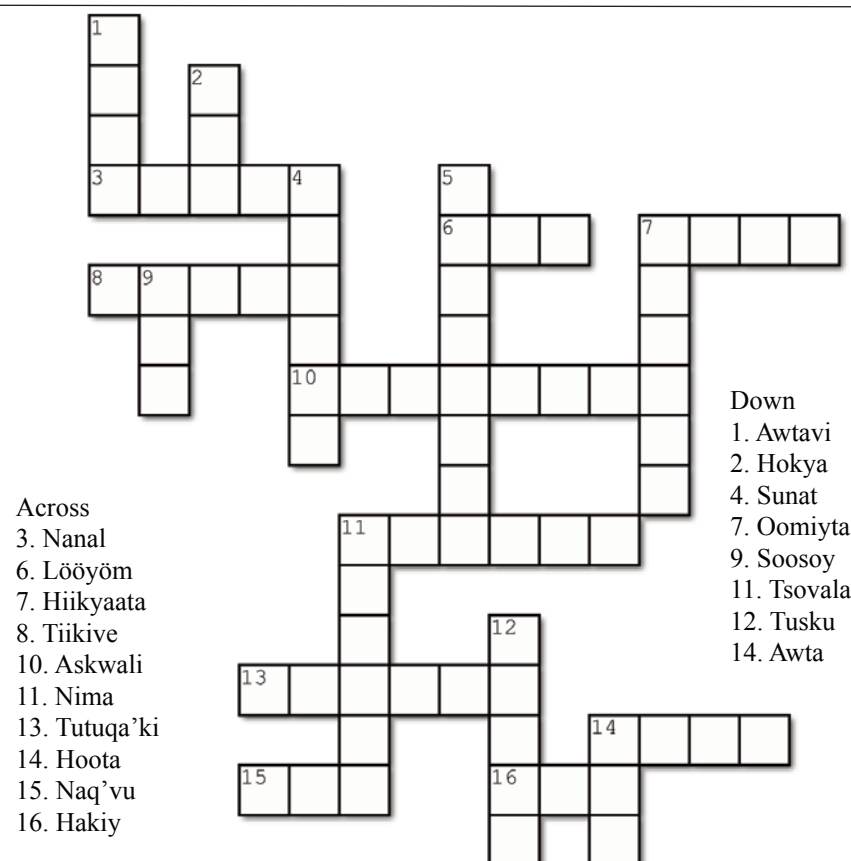 1
2
3
4
5
6
7
8
9
10
11
12
13
14
15
16
Across
3. Nanal
6. Lööyöm
7. Hiikyaata
8. Tiikive
10. Askwali
11. Nima
13. Tutuqa’ki
14. Hoota
15. Naq’vu
16. Hakiy
Down
1. Awtavi
2. Hokya
4. Sunat
7. Oomiyta
9. Soosoy
11. Tsovala
12. Tusku
14. Awta